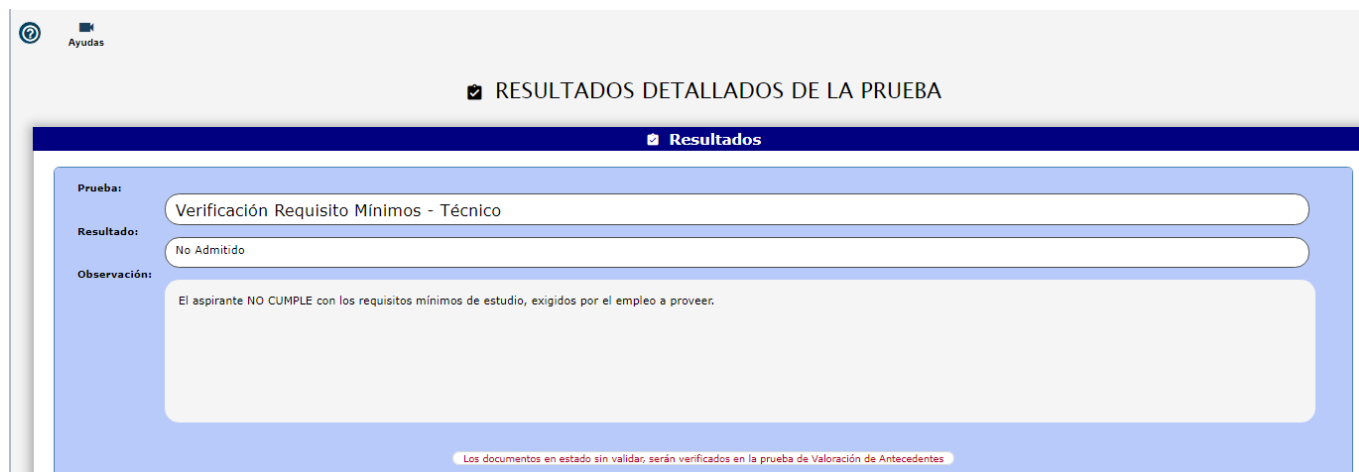 Ayudas
RESULTADOS DETALLADOS DE LA PRUEBA
Resultados
Prueba:
Verificación Requisito Mínimos - Técnico
Resultado:
No Admitido
Observación:
El aspirante NO CUMPLE con los requisitos mínimos de estudio, exigidos por el empleo a proveer.
Los documentos en estado sin validar, serán verificados en la prueba de Valoración de Antecedentes